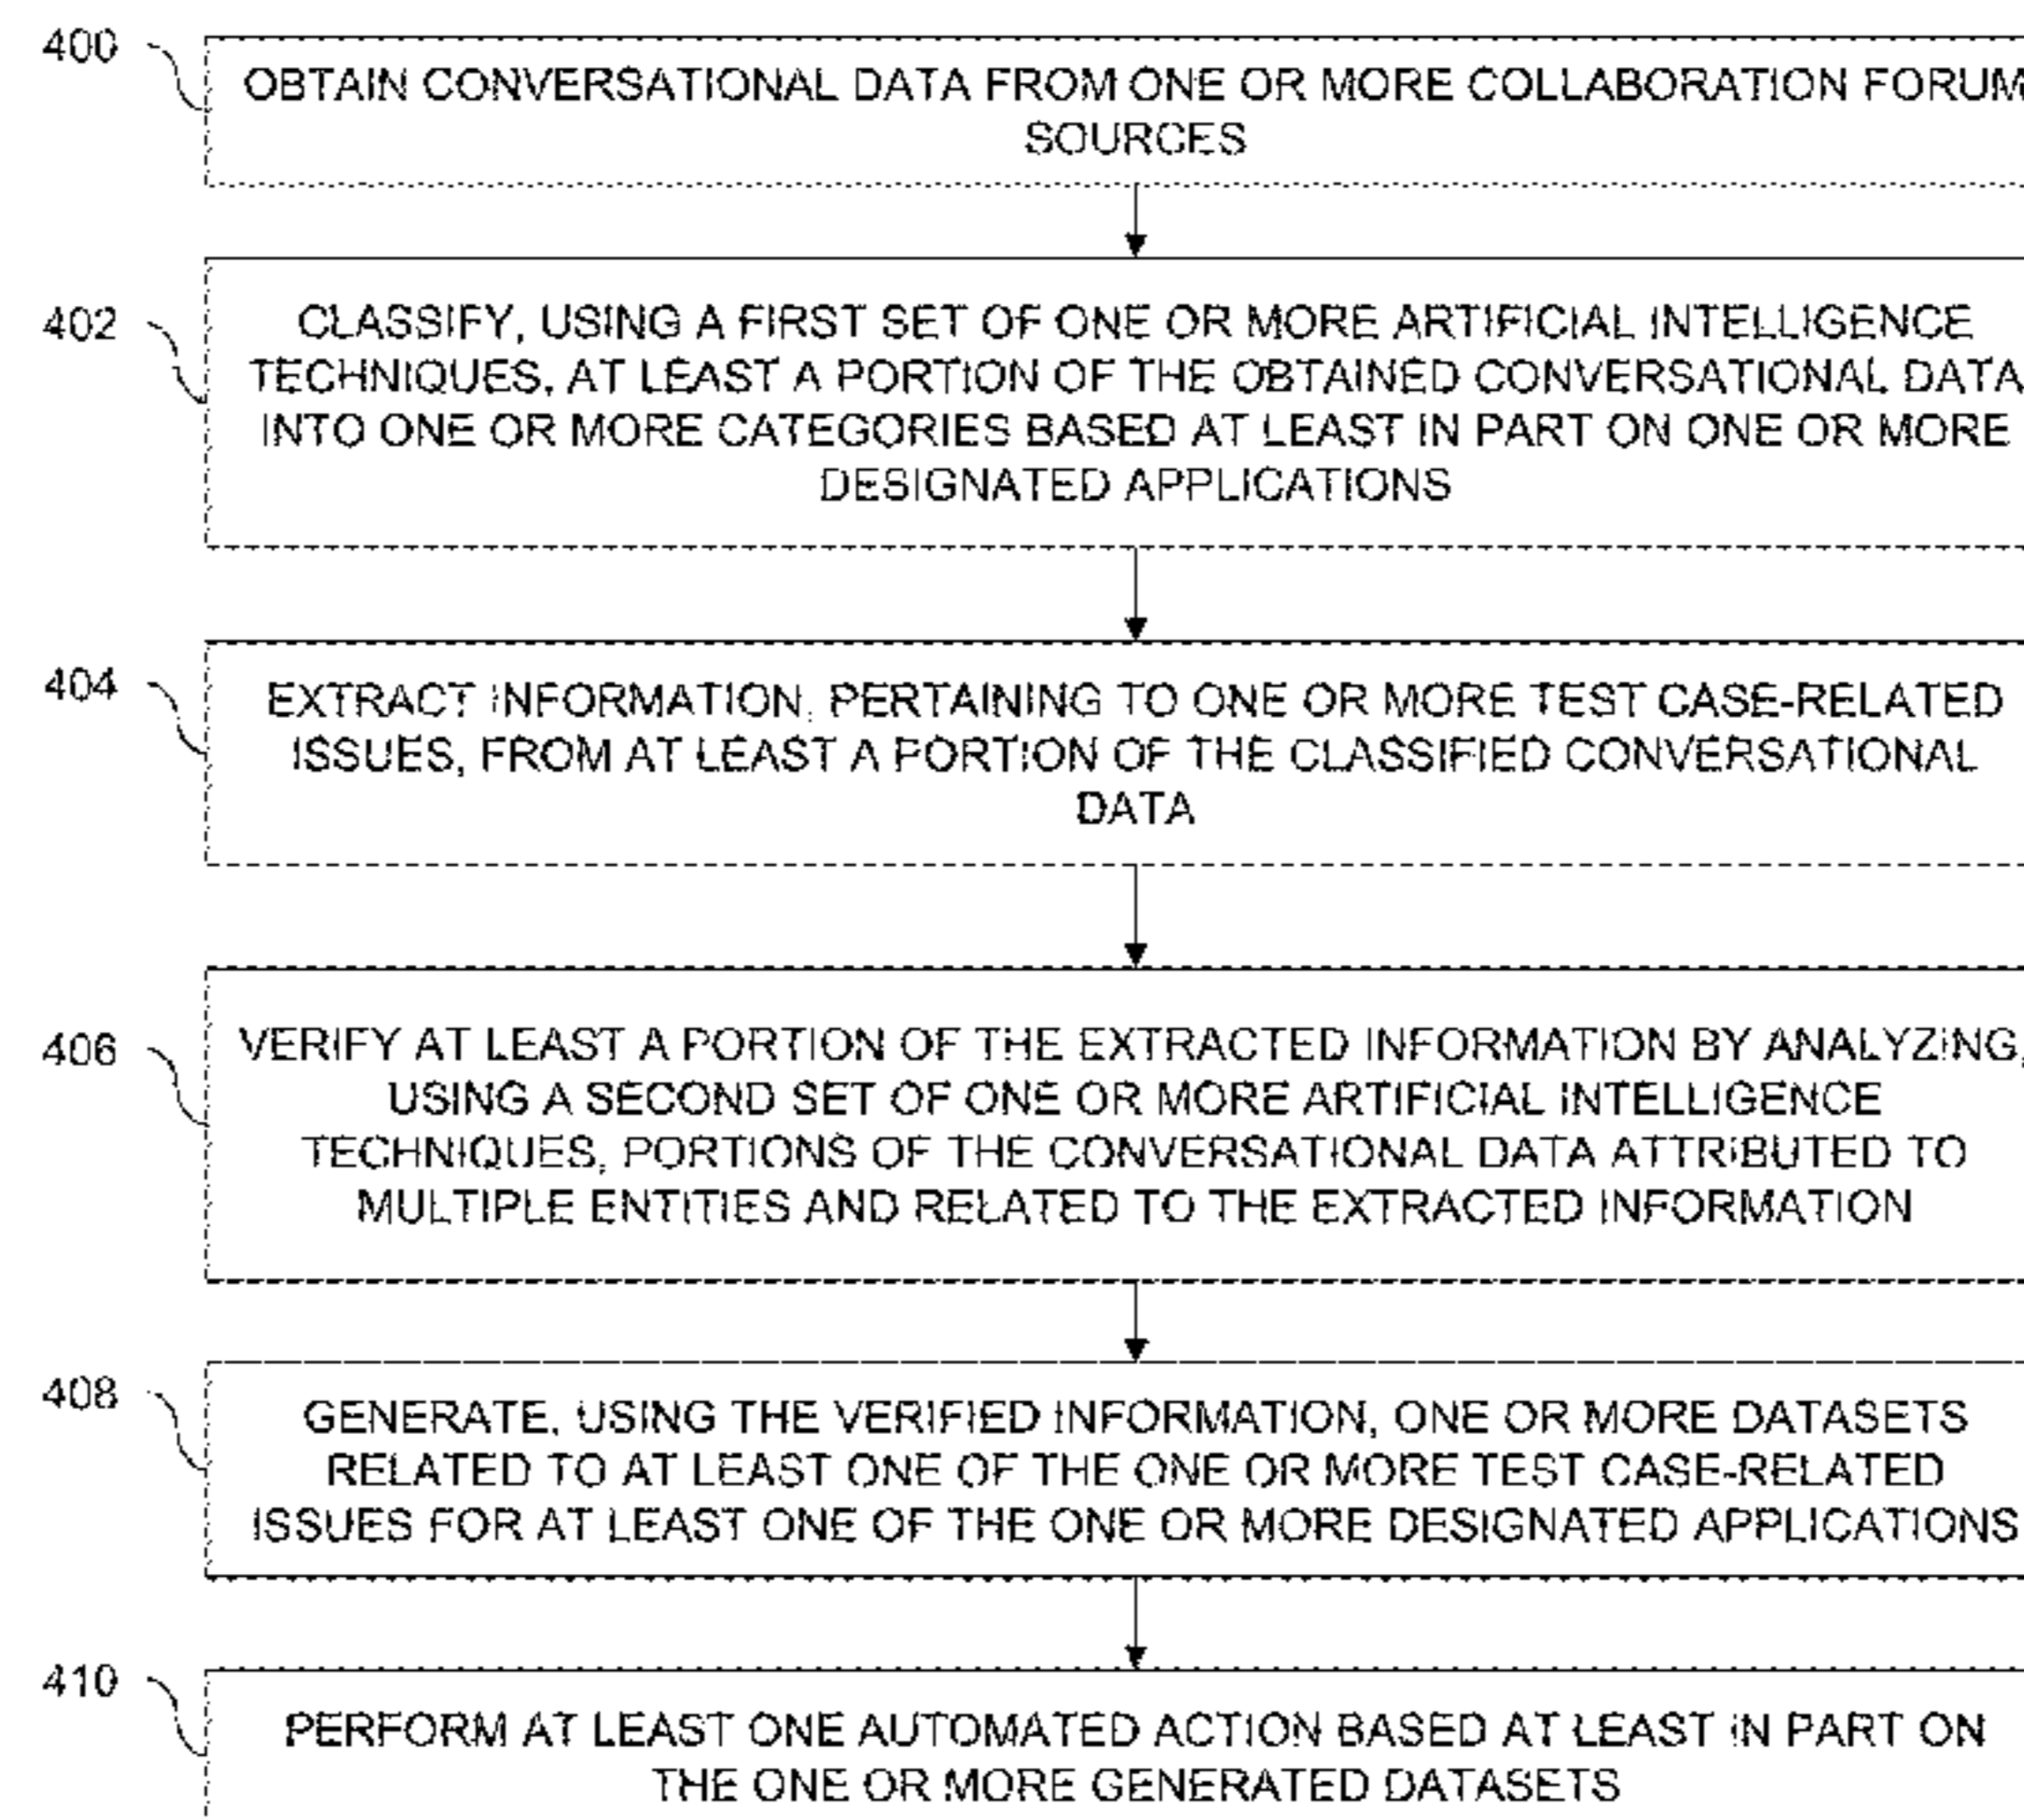 400
OBTAIN CONVERSATIONAL DATA FROM ONE OR MORE COLLABORATION FORUM
SOURCES
402
CLASSIFY, USING A FIRST SET OF ONE OR MORE ARTIFICIAL INTELLIGENCE
TECHNIQUES, AT LEAST A PORTION OF THE OBTAINED CONVERSATIONAL DATA
INTO ONE OR MORE CATEGORIES BASED AT LEAST IN PART ON ONE OR MORE
DESIGNATED APPLICATIONS
404
EXTRACT INFORMATION, PERTAINING TO ONE OR MORE TEST CASE-RELATED
ISSUES, FROM AT LEAST A PORTION OF THE CLASSIFIED CONVERSATIONAL
DATA
406
VERIFY AT LEAST A PORTION OF THE EXTRACTED INFORMATION BY ANALYZING,
USING A SECOND SET OF ONE OR MORE ARTIFICIAL INTELLIGENCE
TECHNIQUES, PORTIONS OF THE CONVERSATIONAL DATA ATTRIBUTED TO
MULTIPLE ENTITIES AND RELATED TO THE EXTRACTED INFORMATION
408
GENERATE, USING THE VERIFIED INFORMATION, ONE OR MORE DATASETS
RELATED TO AT LEAST ONE OF THE ONE OR MORE TEST CASE-RELATED
ISSUES FOR AT LEAST ONE OF THE ONE OR MORE DESIGNATED APPLICATIONS
410
PERFORM AT LEAST ONE AUTOMATED ACTION BASED AT LEAST IN PART ON
THE ONE OR MORE GENERATED DATASETS